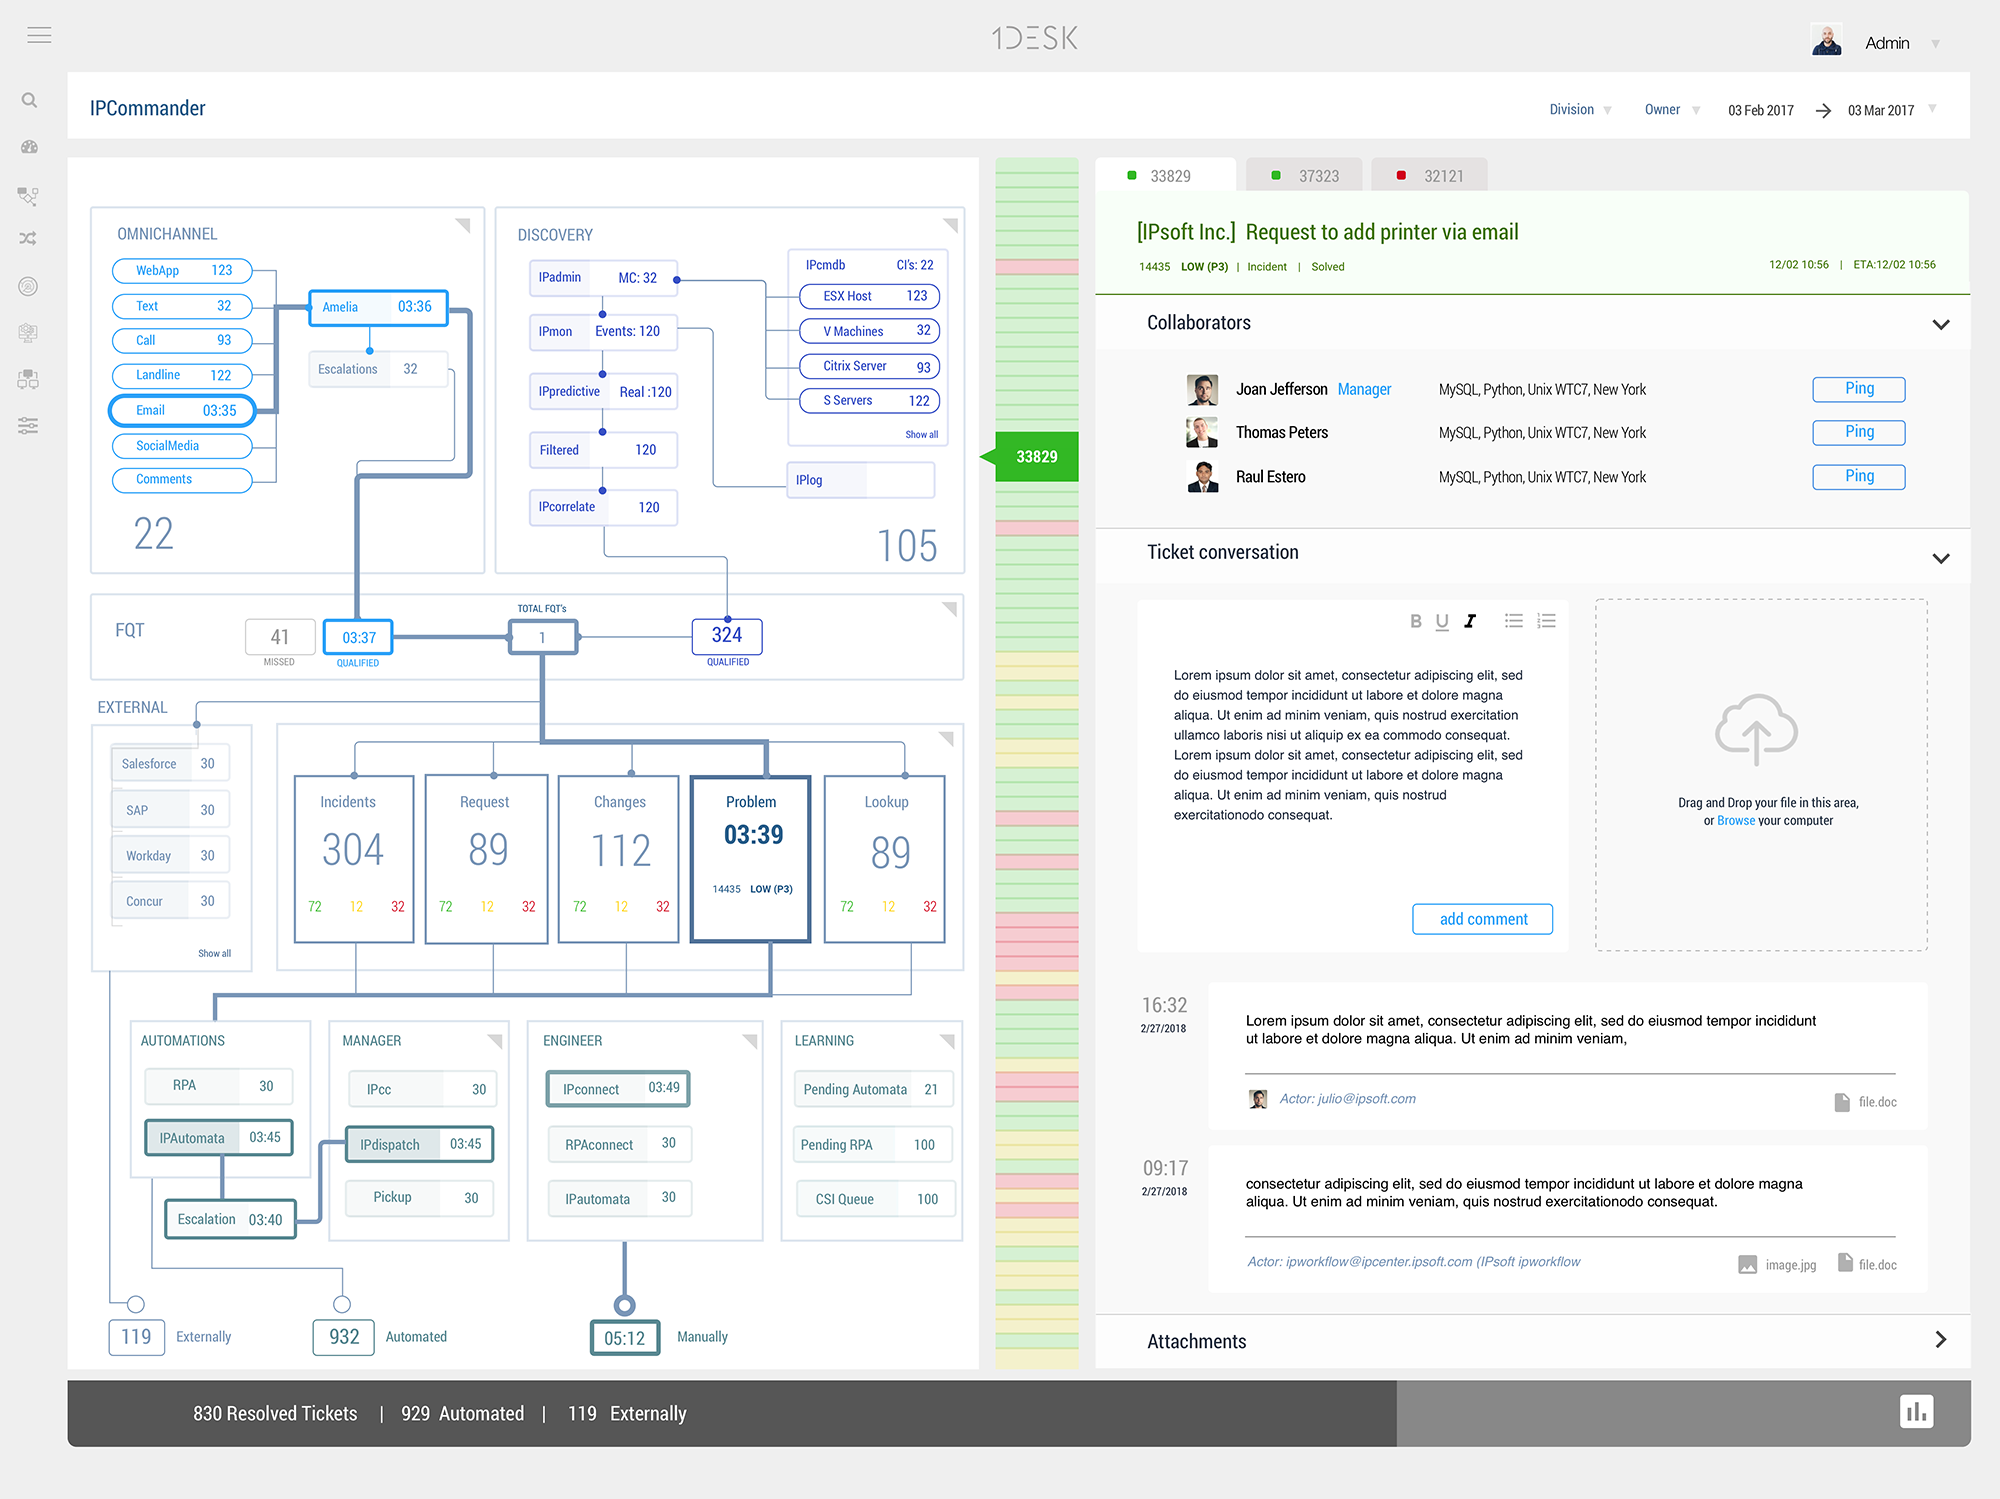 1DESK
Admin
IPCommander
Division
Owner
03 Feb 2017
03 Mar 2017
OMNICHANNEL
WebApp 123
Text 32
Call 93
Landline 122
Email 03:35
SocialMedia
Comments
22
Amelia 03:36
Escalations 32
DISCOVERY
IPadmin MC: 32
IPmon Events: 120
IPpredictive Real :120
Filtered 120
IPcorrelate 120
IPcmdb CI's: 22
ESX Host 123
V Machines 32
Citrix Server 93
S Servers 122
Show all
IPlog
105
FQT
41
MISSED
03:37
QUALIFIED
TOTAL FQT's
1
324
QUALIFIED
EXTERNAL
Salesforce 30
SAP 30
Workday 30
Concur 30
Show all
Incidents
304
72 12 32
Request
89
72 12 32
Changes
112
72 12 32
Problem
03:39
14435 LOW (P3)
Lookup
89
72 12 32
AUTOMATIONS
RPA 30
IPAutomata 03:45
Escalation 03:40
MANAGER
IPcc 30
IPdispatch 03:45
Pickup 30
ENGINEER
IPconnect 03:49
RPAconnect 30
IPautomata 30
LEARNING
Pending Automata 21
Pending RPA 100
CSI Queue 100
119 Externally
932 Automated
05:12 Manually
33829
33829
37323
32121
[IPsoft Inc.] Request to add printer via email
14435 LOW (P3) | Incident | Solved
12/02 10:56 | ETA:12/02 10:56
Collaborators
Joan Jefferson Manager MySQL, Python, Unix WTC7, New York Ping
Thomas Peters MySQL, Python, Unix WTC7, New York Ping
Raul Estero MySQL, Python, Unix WTC7, New York Ping
Ticket conversation
B U I
Lorem ipsum dolor sit amet, consectetur adipiscing elit, sed
do eiusmod tempor incididunt ut labore et dolore magna
aliqua. Ut enim ad minim veniam, quis nostrud exercitation
ullamco laboris nisi ut aliquip ex ea commodo consequat.
Lorem ipsum dolor sit amet, consectetur adipiscing elit, sed
do eiusmod tempor incididunt ut labore et dolore magna
aliqua. Ut enim ad minim veniam, quis nostrud
exercitationodo consequat.
add comment
Drag and Drop your file in this area,
or Browse your computer
16:32
2/27/2018
Lorem ipsum dolor sit amet, consectetur adipiscing elit, sed do eiusmod tempor incididunt
ut labore et dolore magna aliqua. Ut enim ad minim veniam,
Actor: julio@ipsoft.com
file.doc
09:17
2/27/2018
consectetur adipiscing elit, sed do eiusmod tempor incididunt ut labore et dolore magna
aliqua. Ut enim ad minim veniam, quis nostrud exercitationodo consequat.
Actor: ipworkflow@ipcenter.ipsoft.com (IPsoft ipworkflow
image.jpg
file.doc
Attachments
830 Resolved Tickets | 929 Automated | 119 Externally